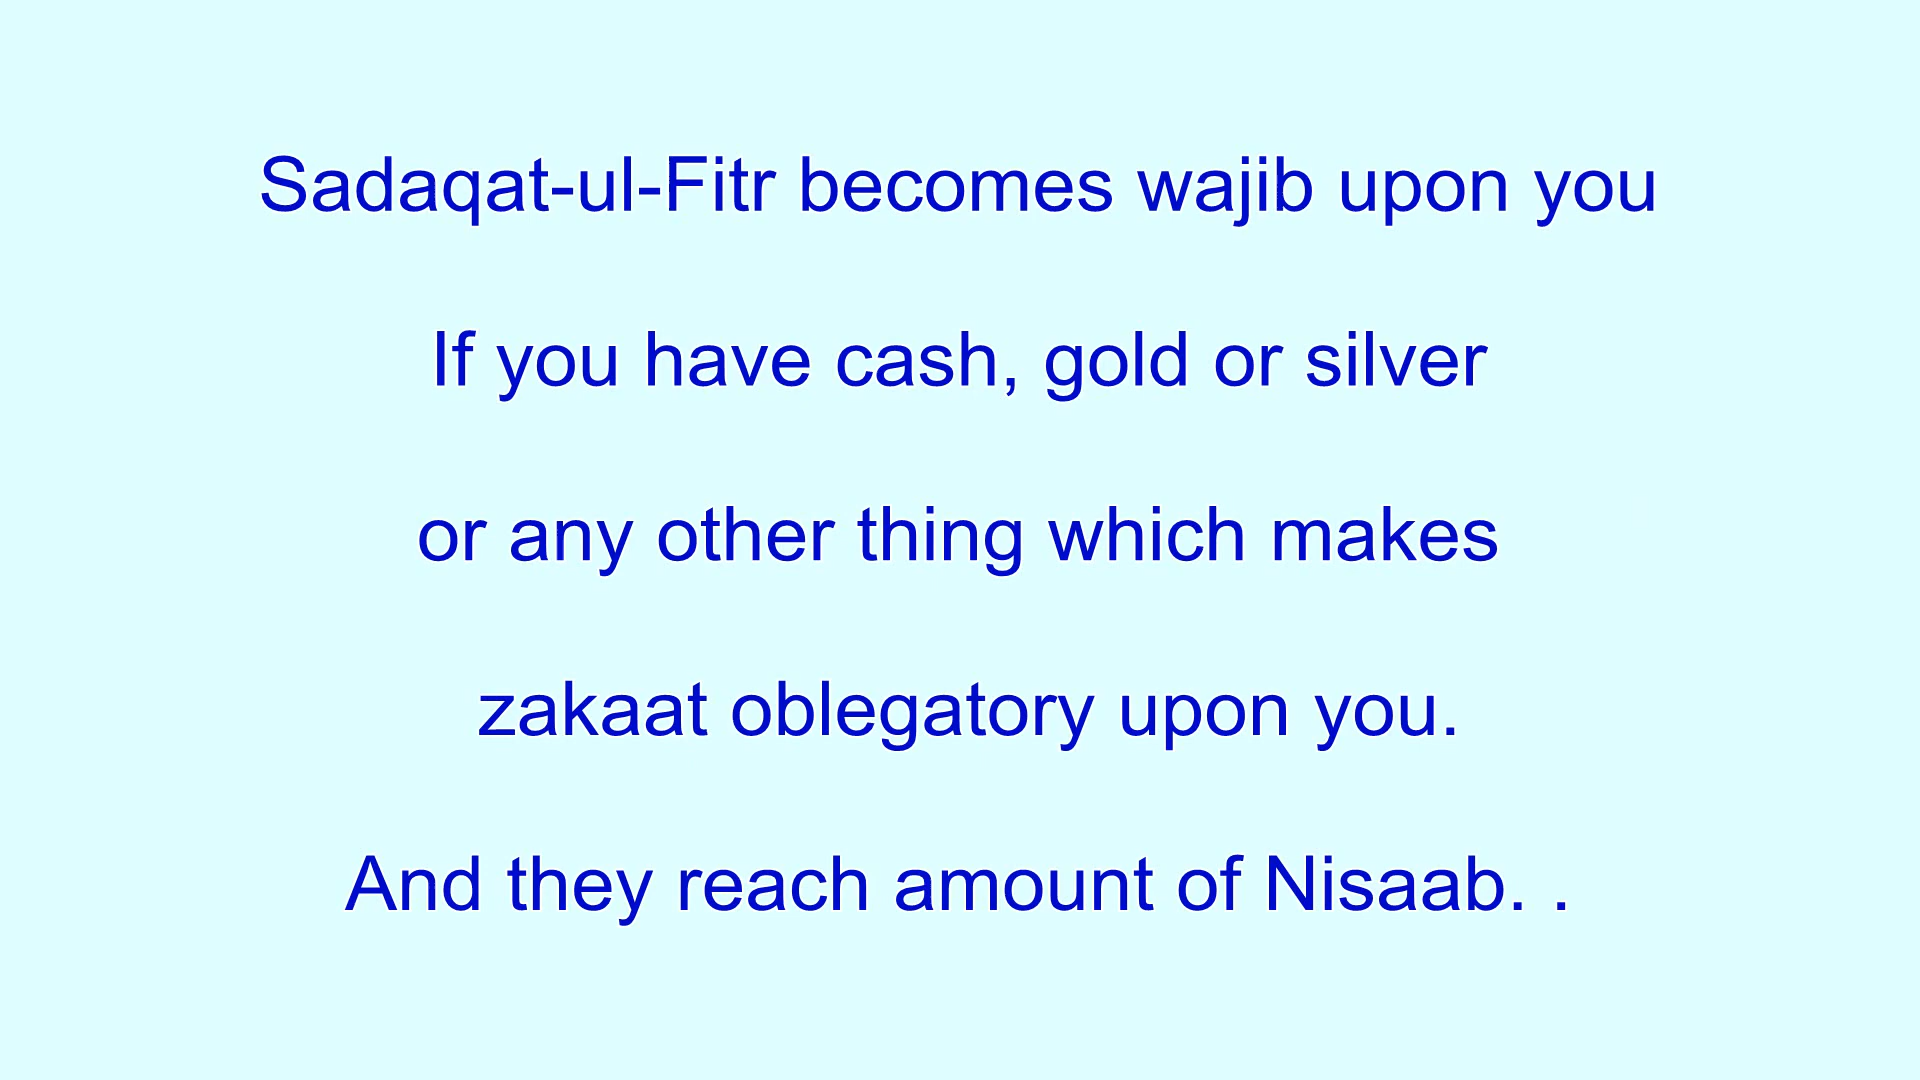 Sadaqat-ul-Fitr becomes wajib upon you
If you have cash, gold or silver
or any other thing which makes
zakaat oblegatory upon you.
And they reach amount of Nisaab. .